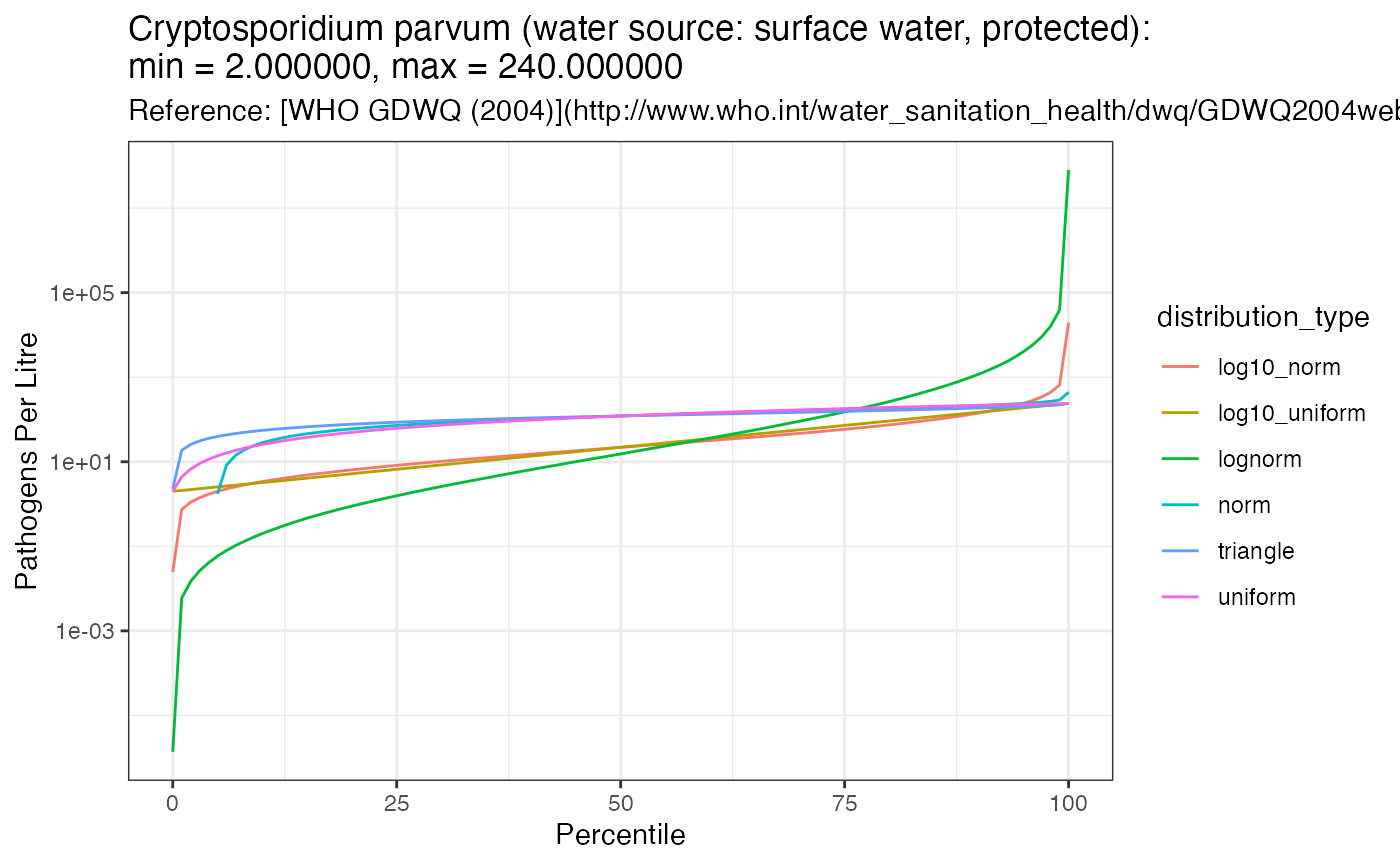 Cryptosporidium parvum (water source: surface water, protected):
min = 2.000000, max = 240.000000
Reference: [WHO GDWQ (2004)](http://www.who.int/water_sanitation_health/dwq/GDWQ2004web
Pathogens Per Litre
1e+05
1e+01
1e-03
0
25
50
75
100
Percentile
distribution_type
log10_norm
log10_uniform
lognorm
norm
triangle
uniform